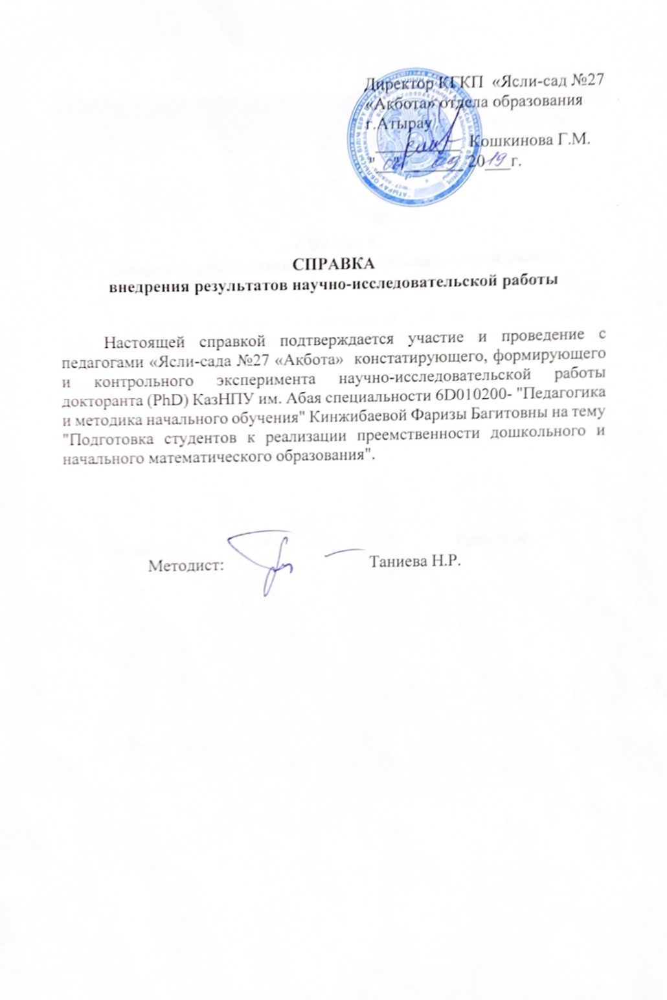 Директор КГКП «Ясли-сад №27
«Ақбота» отдела образования
г.Атырау
Кошкинова Г.М.
" " 09 2019 г.
СПРАВКА
внедрения результатов научно-исследовательской работы
Настоящей справкой подтверждается участие и проведение с
педагогами «Ясли-сада №27 «Ақбота» констатирующего, формирующего
и контрольного эксперимента научно-исследовательской работы
докторанта (PhD) КазНПУ им. Абая специальности 6D010200- "Педагогика
и методика начального обучения" Кинжибаевой Фаризы Багитовны на тему
"Подготовка студентов к реализации преемственности дошкольного и
начального математического образования".
Методист: Таниева Н.Р.